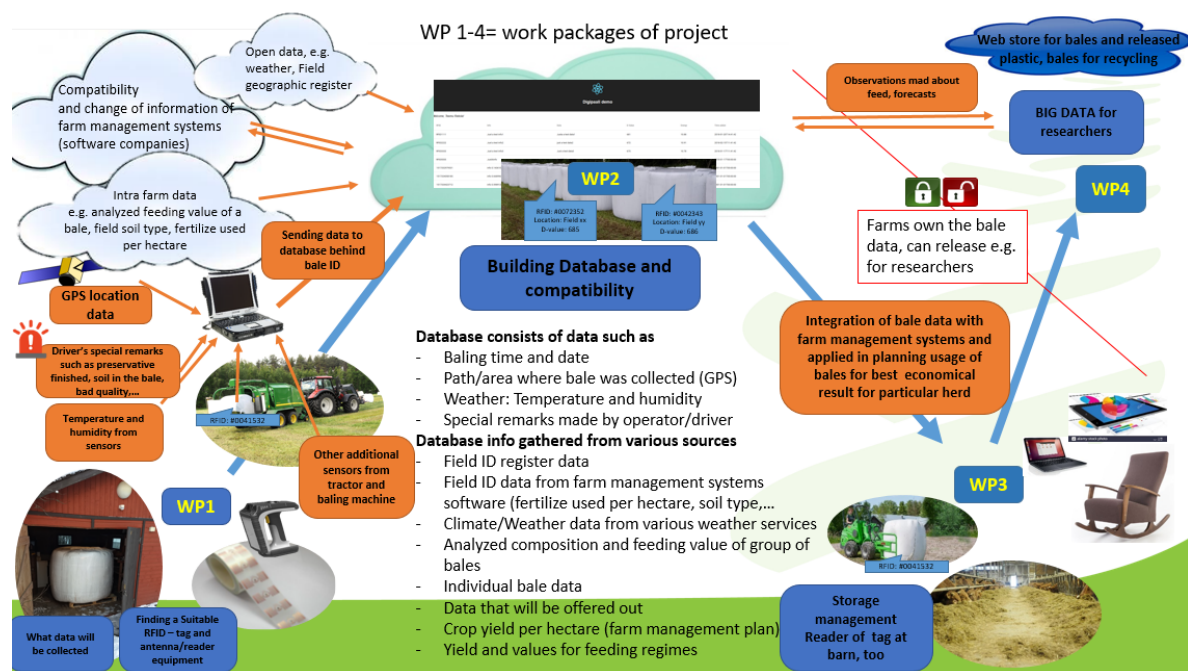 WP 1-4= work packages of project
Open data, e.g.
weather, Field
geographic register
Compatibility
and change of information of
farm management systems
(software companies)
Intra farm data
e.g. analyzed feeding value of a
bale, field soil type, fertilize used
per hectare
Sending data to
database behind
bale ID
GPS location
data
Driver's special remarks
such as preservative
finished, soil in the bale,
bad quality,...
Temperature and
humidity from
sensors
RFID: #0041532
Other additional
sensors from
tractor and
baling machine
WP1
What data will
be collected
Finding a Suitable
RFID – tag and
antenna/reader
equipment
Digipaali demo
WP2
RFID: #0072352
Location: Field xx
D-value: 685
RFID: #0042343
Location: Field yy
D-value: 686
Building Database and
compatibility
Database consists of data such as
- Baling time and date
- Path/area where bale was collected (GPS)
- Weather: Temperature and humidity
- Special remarks made by operator/driver
Database info gathered from various sources
- Field ID register data
- Field ID data from farm management systems
software (fertilize used per hectare, soil type,...
- Climate/Weather data from various weather services
- Analyzed composition and feeding value of group of
bales
- Individual bale data
- Data that will be offered out
- Crop yield per hectare (farm management plan)
- Yield and values for feeding regimes
Web store for bales and released
plastic, bales for recycling
Observations mad about
feed, forecasts
BIG DATA for
researchers
WP4
Farms own the bale
data, can release e.g.
for researchers
Integration of bale data with
farm management systems and
applied in planning usage of
bales for best economical
result for particular herd
WP3
RFID: #0041532
Storage
management
Reader of tag at
barn, too